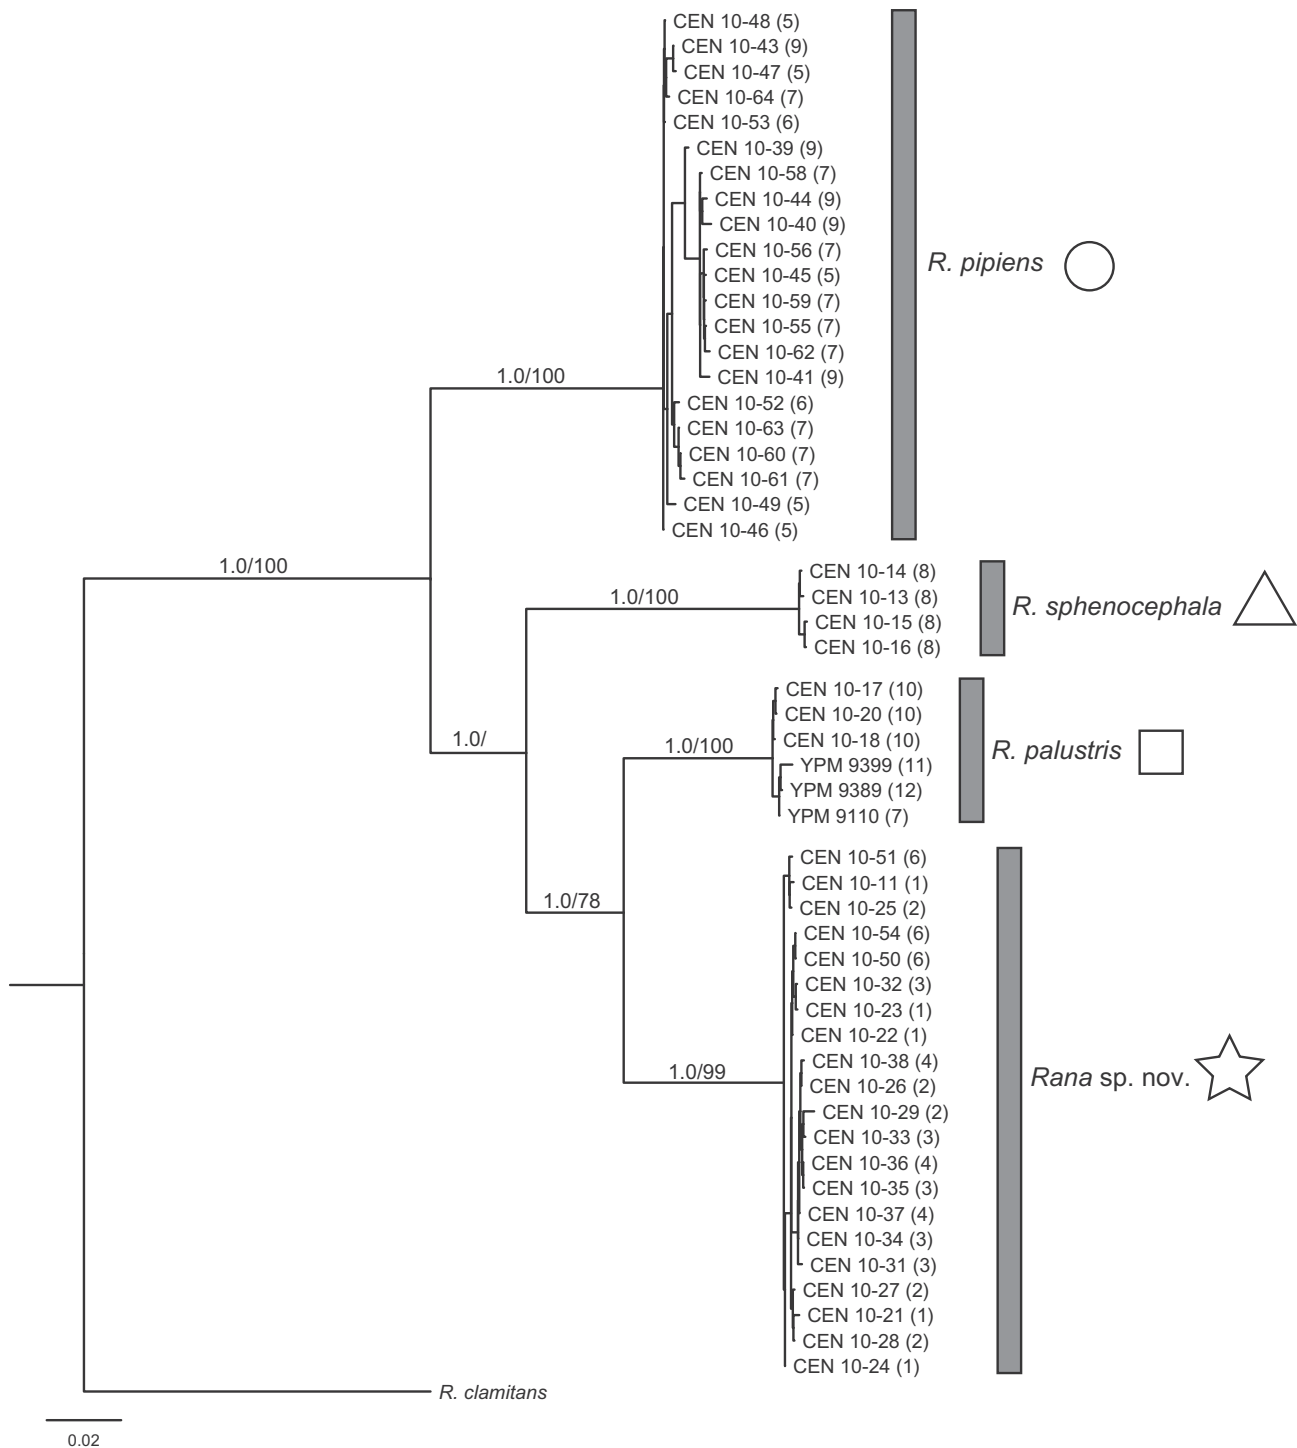 CEN 10-48 (5)
CEN 10-43 (9)
CEN 10-47 (5)
CEN 10-64 (7)
CEN 10-53 (6)
CEN 10-39 (9)
CEN 10-58 (7)
CEN 10-44 (9)
CEN 10-40 (9)
CEN 10-56 (7)
CEN 10-45 (5)
CEN 10-59 (7)
CEN 10-55 (7)
CEN 10-62 (7)
CEN 10-41 (9)
CEN 10-52 (6)
CEN 10-63 (7)
CEN 10-60 (7)
CEN 10-61 (7)
CEN 10-49 (5)
CEN 10-46 (5)
R. pipiens
1.0/100
1.0/100
CEN 10-14 (8)
CEN 10-13 (8)
CEN 10-15 (8)
CEN 10-16 (8)
R. sphenocephala
1.0/100
1.0/
CEN 10-17 (10)
CEN 10-20 (10)
CEN 10-18 (10)
YPM 9399 (11)
YPM 9389 (12)
YPM 9110 (7)
R. palustris
1.0/100
1.0/78
CEN 10-51 (6)
CEN 10-11 (1)
CEN 10-25 (2)
CEN 10-54 (6)
CEN 10-50 (6)
CEN 10-32 (3)
CEN 10-23 (1)
CEN 10-22 (1)
CEN 10-38 (4)
CEN 10-26 (2)
CEN 10-29 (2)
CEN 10-33 (3)
CEN 10-36 (4)
CEN 10-35 (3)
CEN 10-37 (4)
CEN 10-34 (3)
CEN 10-31 (3)
CEN 10-27 (2)
CEN 10-21 (1)
CEN 10-28 (2)
CEN 10-24 (1)
Rana sp. nov.
1.0/99
R. clamitans
0.02